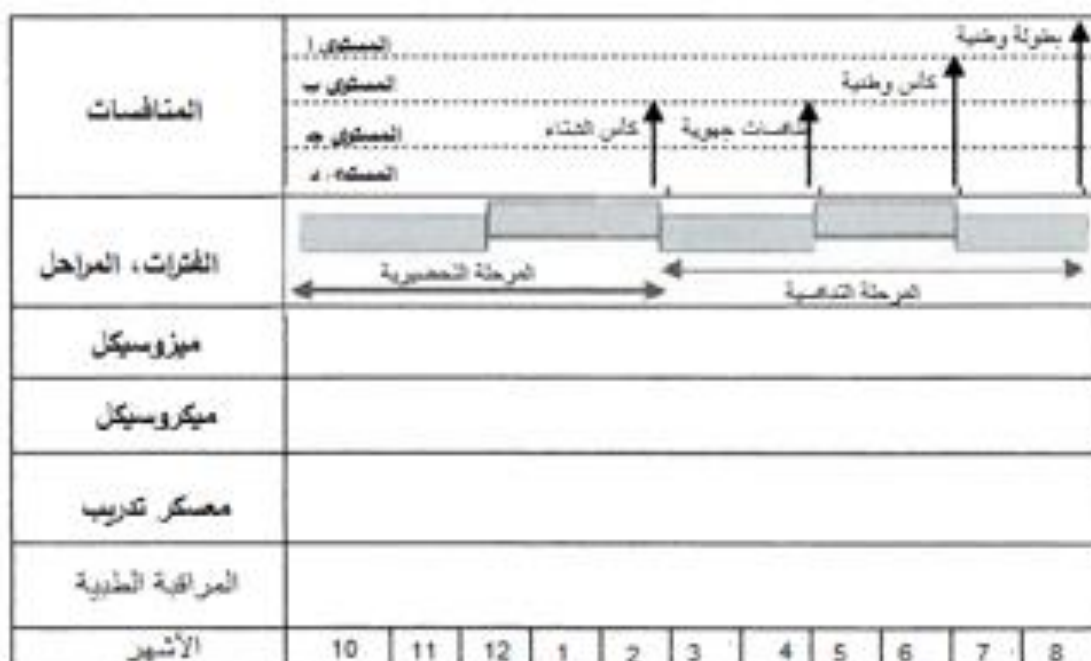 المنافسات
المستوى ا
المستوى ب
المستوى جـ
بطولة وطنية
كأس وطنية
منافسات جهوية
كأس الشتاء
الفترات، المراحل
المرحلة التحضيرية
المرحلة التنافسية
ميزوسيكل
ميكروسيكل
معسكر تدريب
المراقبة الطبية
الأشهر
10 11 12 1 2 3 4 5 6 7 8